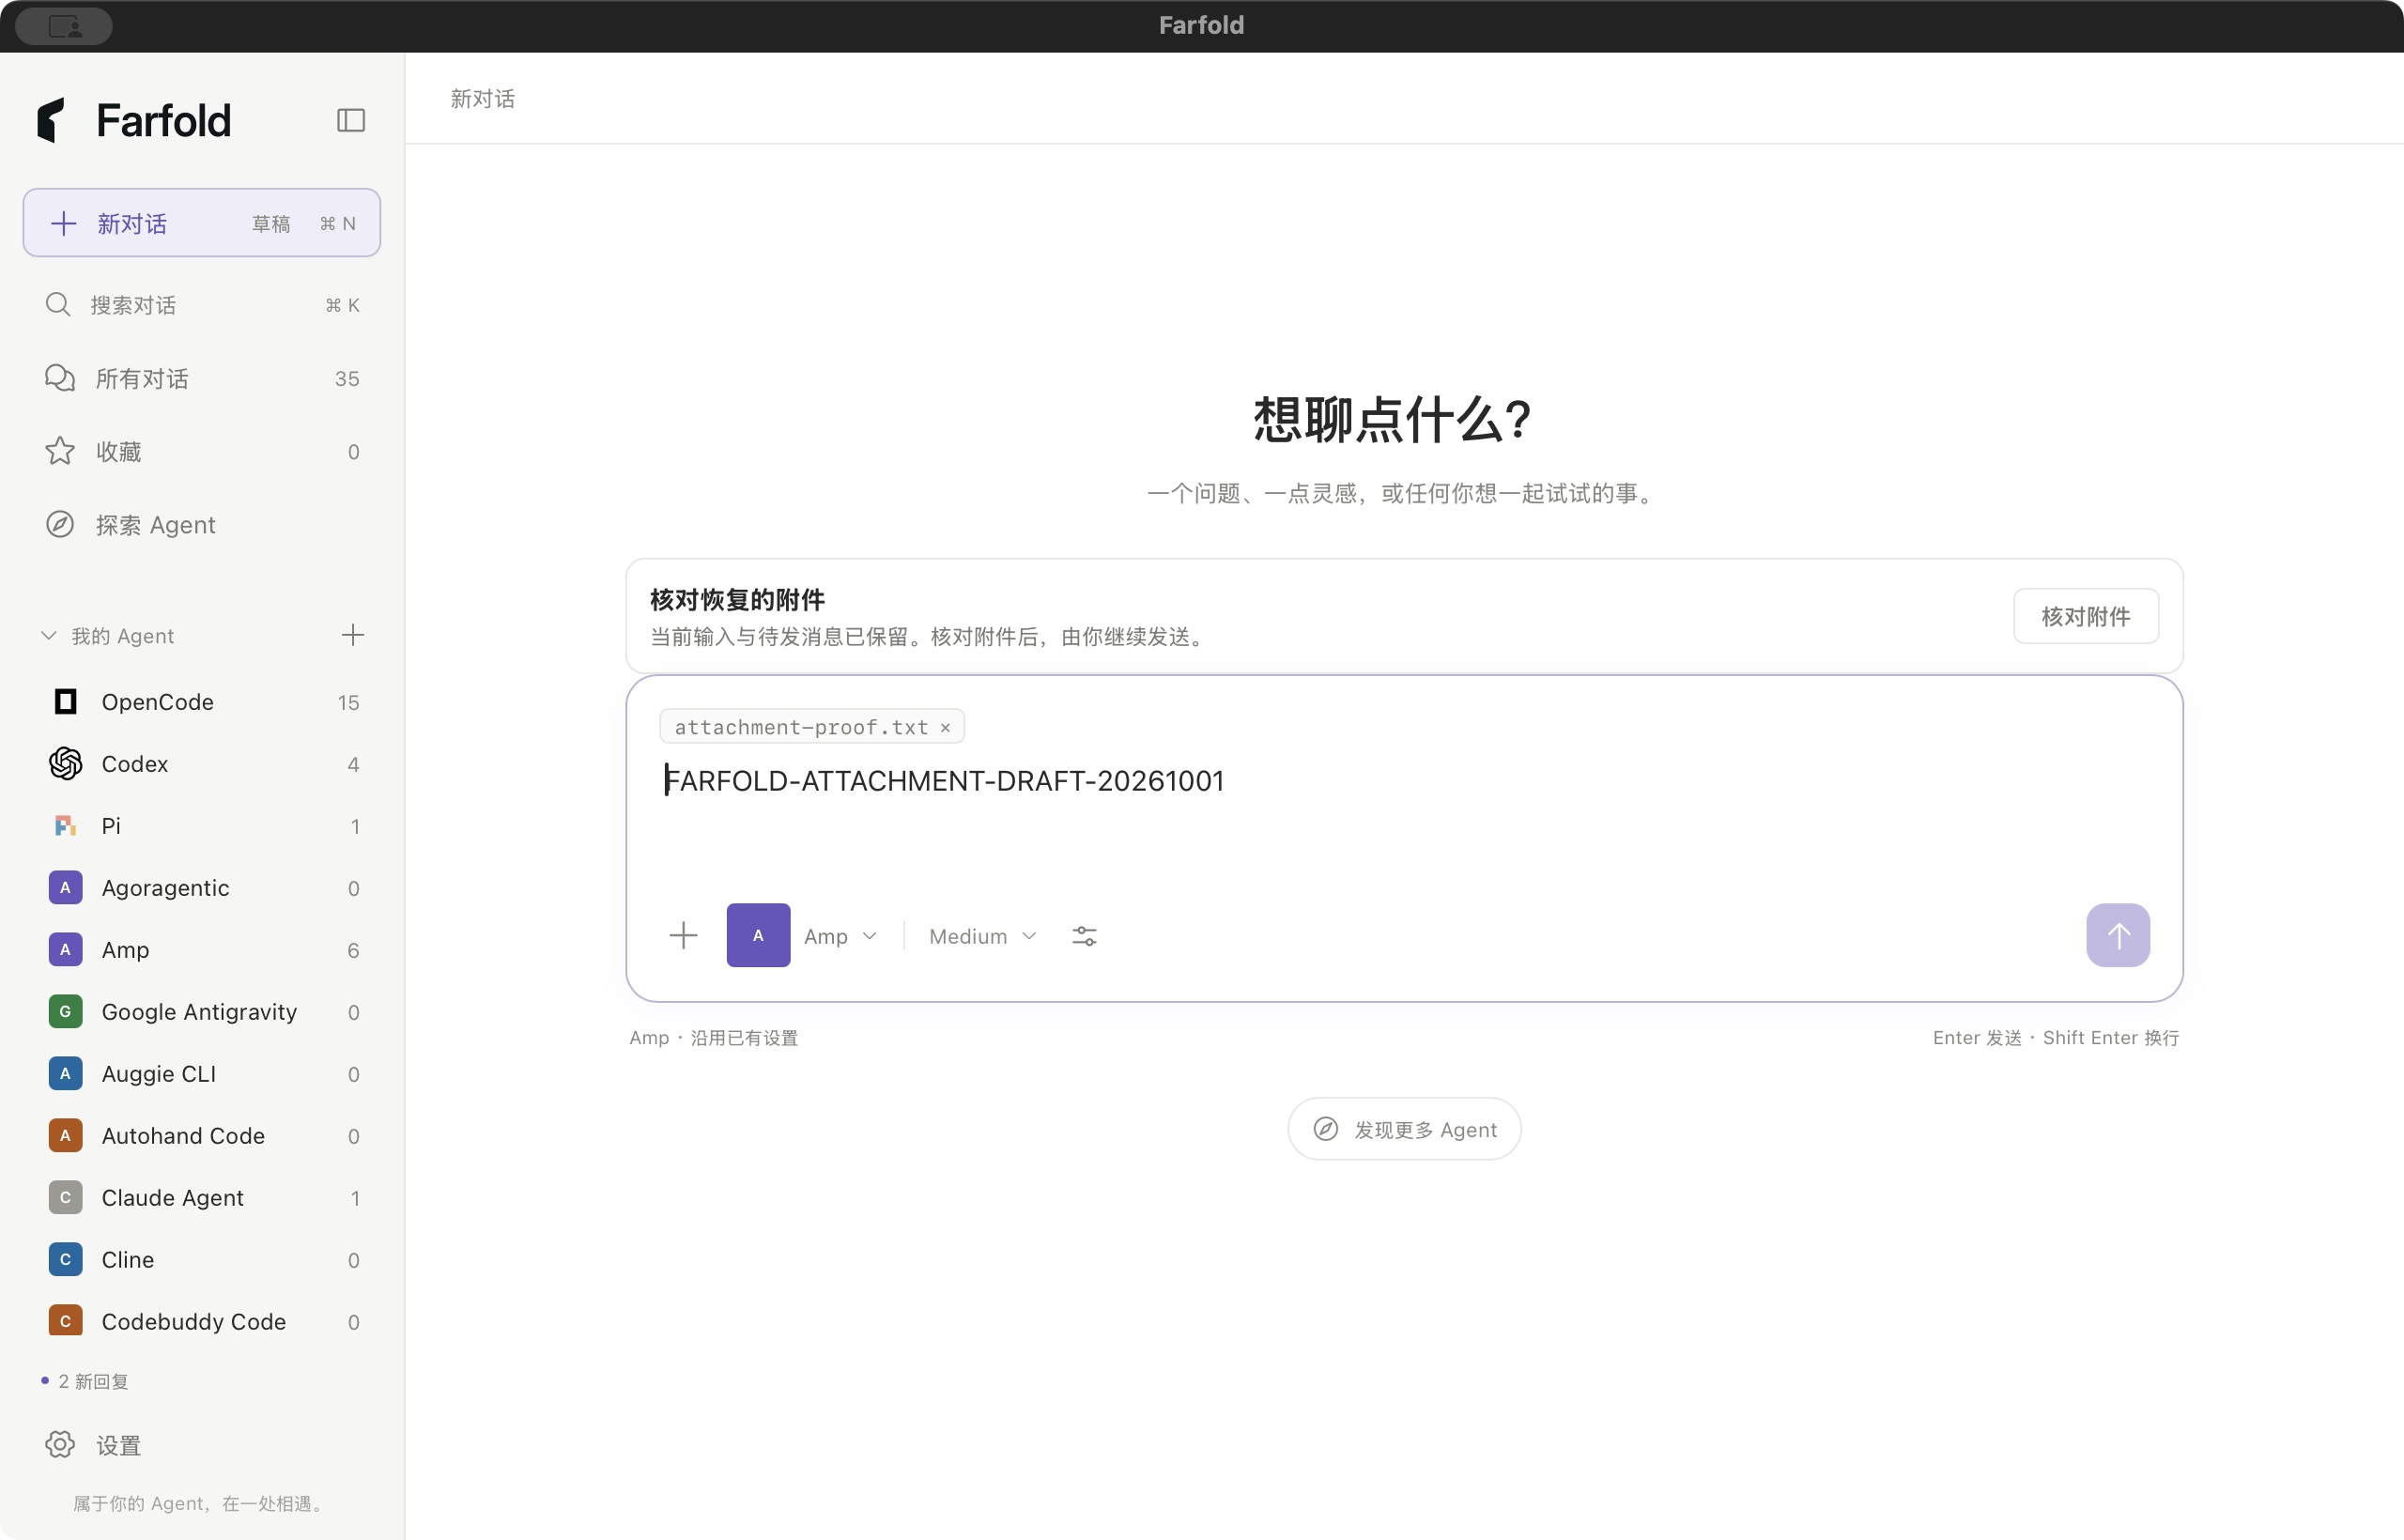 Farfold
Farfold
新对话 草稿 ⌘ N
搜索对话 ⌘ K
所有对话 35
收藏 0
探索 Agent
我的 Agent
OpenCode 15
Codex 4
Pi 1
A Agoragentic 0
A Amp 6
G Google Antigravity 0
A Auggie CLI 0
A Autohand Code 0
C Claude Agent 1
C Cline 0
C Codebuddy Code 0
2 新回复
设置
属于你的 Agent，在一处相遇。
新对话
想聊点什么?
一个问题、一点灵感，或任何你想一起试试的事。
核对恢复的附件
当前输入与待发消息已保留。核对附件后，由你继续发送。
核对附件
attachment-proof.txt ×
FARFOLD-ATTACHMENT-DRAFT-20261001
A Amp Medium
Amp · 沿用已有设置
Enter 发送 · Shift Enter 换行
发现更多 Agent